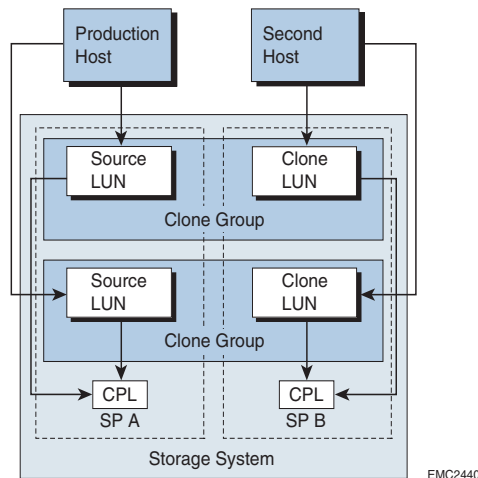 Production
Host
Second
Host
Source
LUN
Clone
LUN
Clone Group
Source
LUN
Clone
LUN
Clone Group
CPL
CPL
SP A
SP B
Storage System
EMC2440